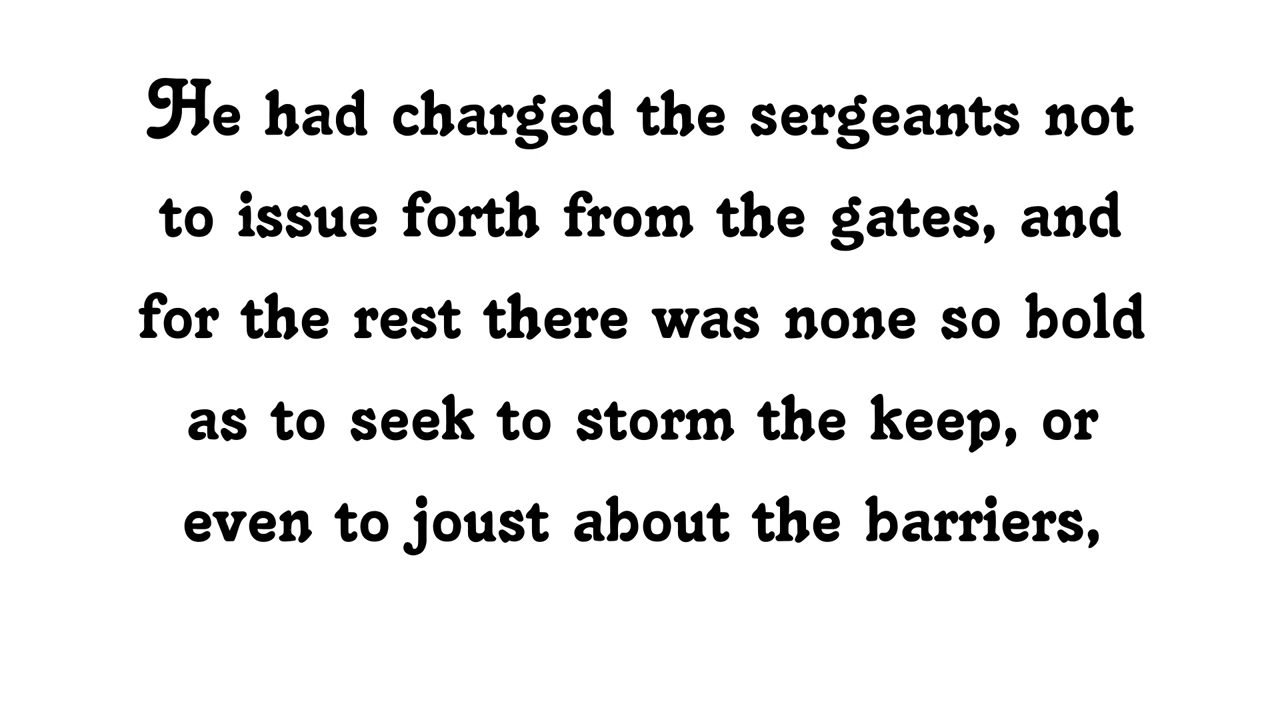 He had charged the sergeants not
to issue forth from the gates, and
for the rest there was none so bold
as to seek to storm the keep, or
even to joust about the barriers,